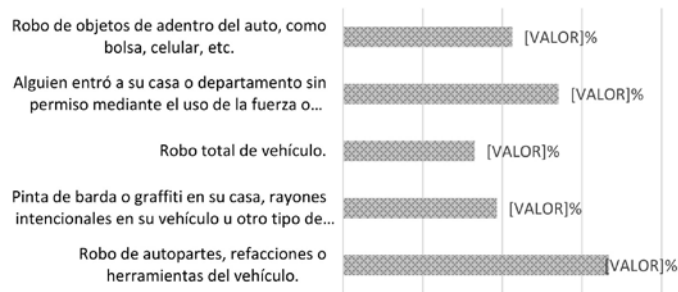 Robo de objetos de adentro del auto, como
bolsa, celular, etc.
[VALOR]%
Alguien entró a su casa o departamento sin
permiso mediante el uso de la fuerza o...
[VALOR]%
Robo total de vehículo.
[VALOR]%
Pinta de barda o graffiti en su casa, rayones
intencionales en su vehículo u otro tipo de...
[VALOR]%
Robo de autopartes, refacciones o
herramientas del vehículo.
[VALOR]%